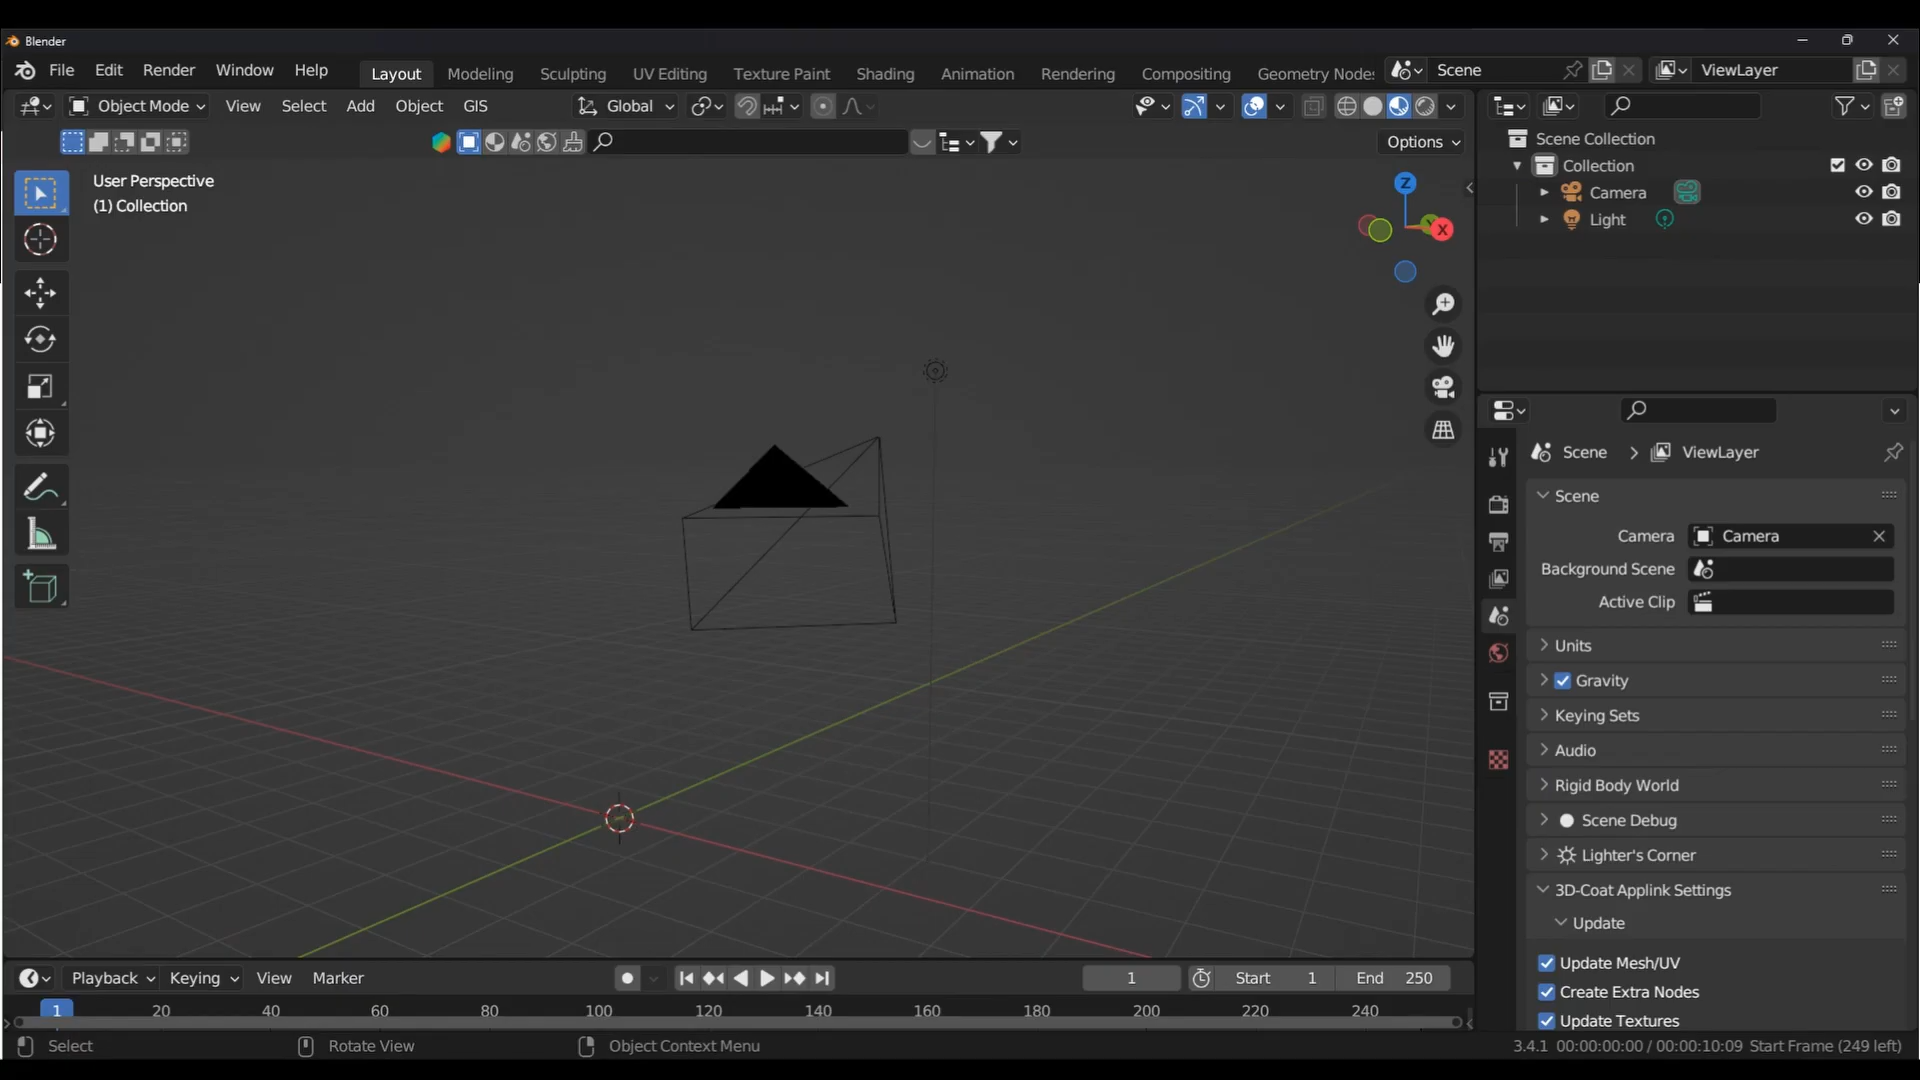 Blender
File Edit Render Window Help Layout Modeling Sculpting UV Editing Texture Paint Shading Animation Rendering Compositing Geometry Nodes Scene ViewLayer
Object Mode View Select Add Object GIS Global
Options
User Perspective
(1) Collection
Z
X
Scene Collection
Collection
Camera
Light
Scene > ViewLayer
Scene
Camera Camera
Background Scene
Active Clip
Units
Gravity
Keying Sets
Audio
Rigid Body World
Scene Debug
Lighter's Corner
3D-Coat Applink Settings
Update
Update Mesh/UV
Create Extra Nodes
Update Textures
Playback Keying View Marker 1 Start 1 End 250
1 20 40 60 80 100 120 140 160 180 200 220 240
Select Rotate View Object Context Menu 3.4.1 00:00:00:00 / 00:00:10:09 Start Frame (249 left)